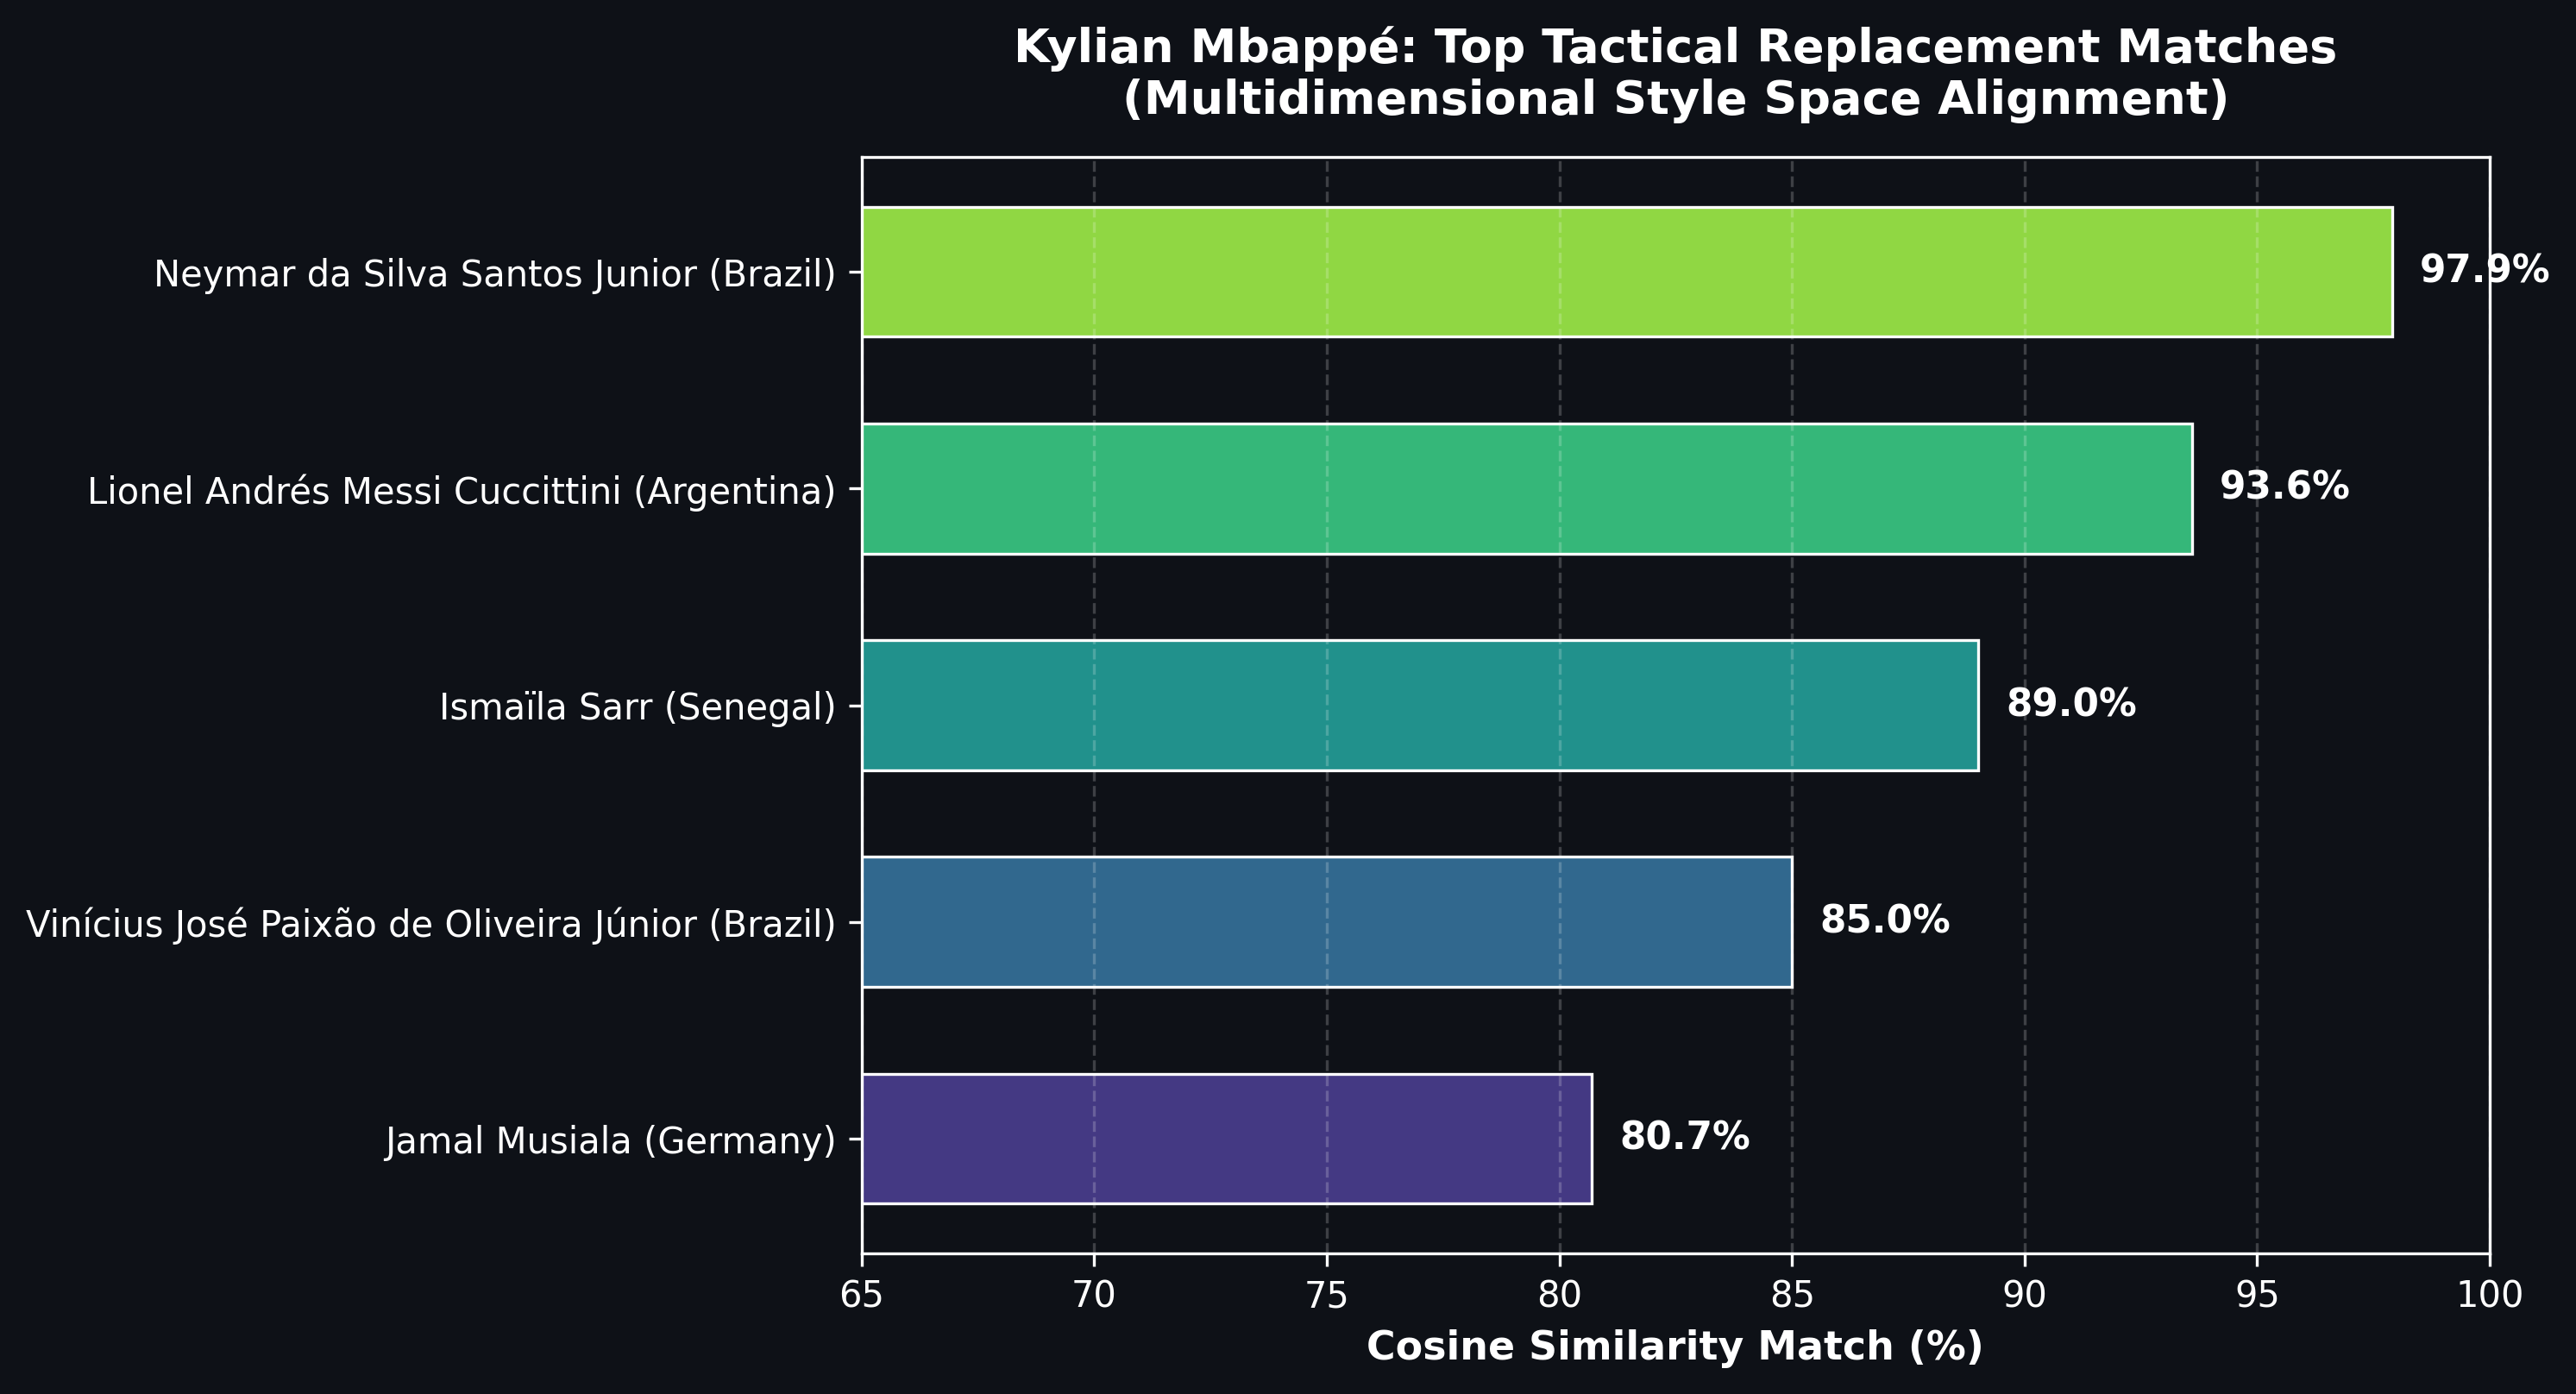 Kylian Mbappé: Top Tactical Replacement Matches
(Multidimensional Style Space Alignment)
Neymar da Silva Santos Junior (Brazil)
97.9%
Lionel Andrés Messi Cuccittini (Argentina)
93.6%
Ismaïla Sarr (Senegal)
89.0%
Vinícius José Paixão de Oliveira Júnior (Brazil)
85.0%
Jamal Musiala (Germany)
80.7%
65 70 75 80 85 90 95 100
Cosine Similarity Match (%)